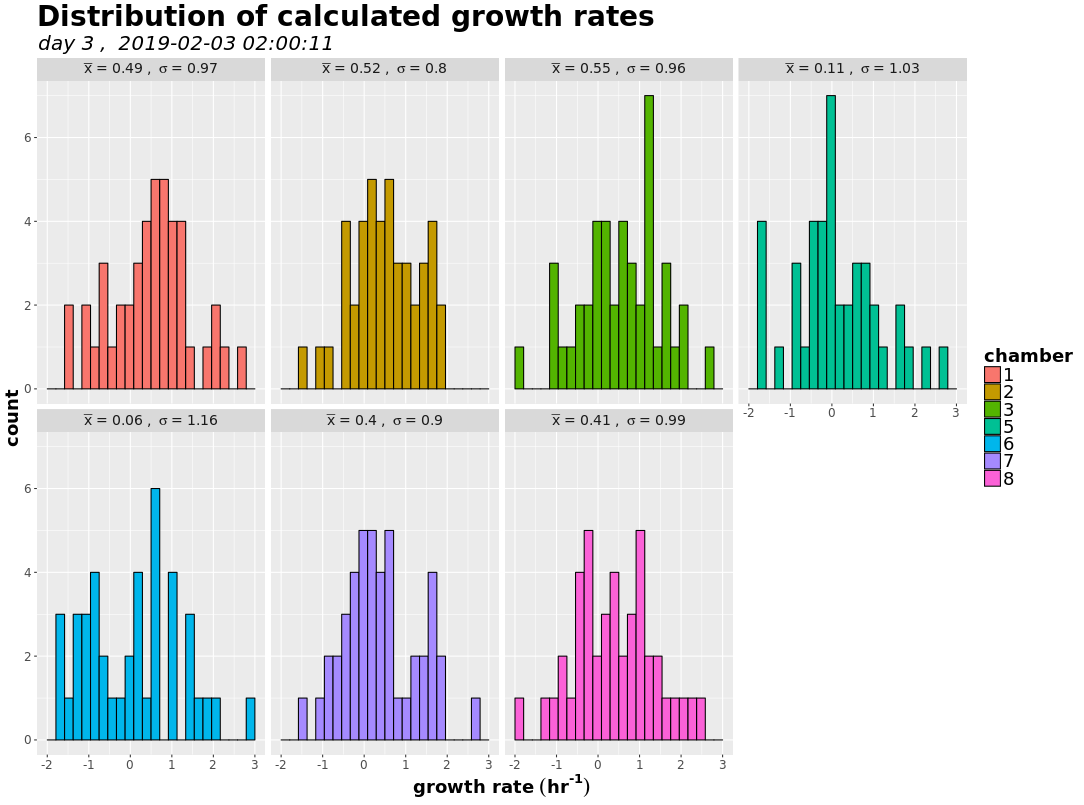 Distribution of calculated growth rates
day 3 ,  2019-02-03 02:00:11
x̅ = 0.49 ,  σ = 0.97
x̅ = 0.52 ,  σ = 0.8
x̅ = 0.55 ,  σ = 0.96
x̅ = 0.11 ,  σ = 1.03
6
4
2
0
-2 -1 0 1 2 3
x̅ = 0.06 ,  σ = 1.16
x̅ = 0.4 ,  σ = 0.9
x̅ = 0.41 ,  σ = 0.99
6
4
2
0
-2 -1 0 1 2 3
-2 -1 0 1 2 3
-2 -1 0 1 2 3
count
growth rate (hr⁻¹)
chamber
1
2
3
5
6
7
8